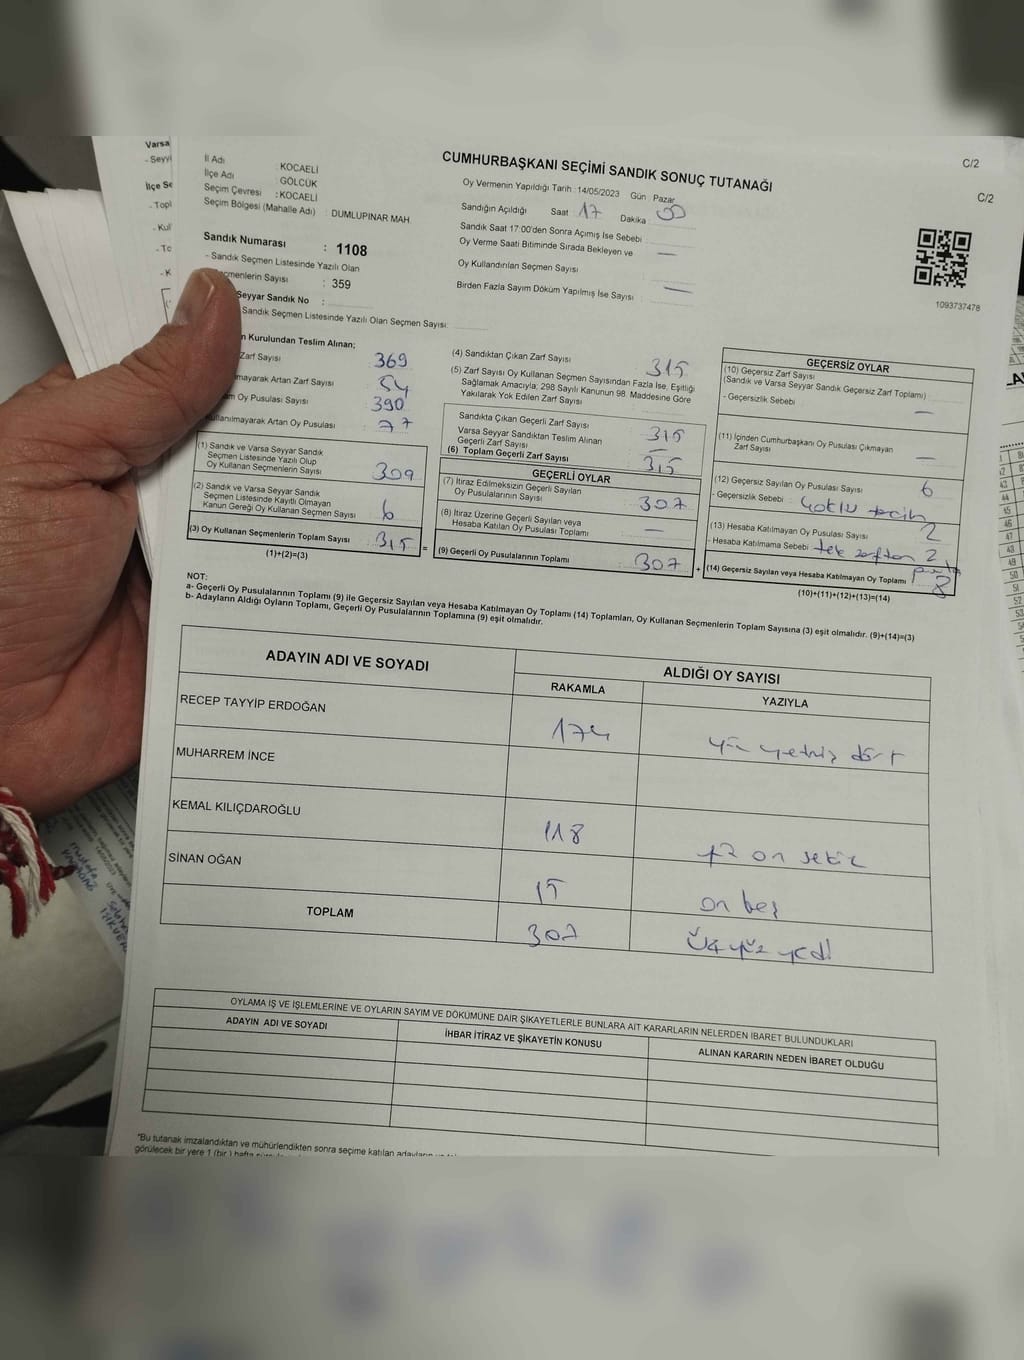 C/2
C/2
Varsa
- Seyyi
İlçe Se
- Topl
- Kul
- To
- K
CUMHURBAŞKANI SEÇİMİ SANDIK SONUÇ TUTANAĞI
İl Adı : KOCAELİ
İlçe Adı : GÖLCÜK
Seçim Çevresi : KOCAELİ
Seçim Bölgesi (Mahalle Adı) : DUMLUPINAR MAH
Sandık Numarası : 1108
- Sandık Seçmen Listesinde Yazılı Olan
eçmenlerin Sayısı : 359
Seyyar Sandık No :
Sandık Seçmen Listesinde Yazılı Olan Seçmen Sayısı:
Oy Vermenin Yapıldığı Tarih : 14/05/2023 Gün Pazar
Sandığın Açıldığı Saat 17 Dakika 00
Sandık Saat 17:00'den Sonra Açımış İse Sebebi :
Oy Verme Saati Bitiminde Sırada Bekleyen ve —
Oy Kullandırılan Seçmen Sayısı
Birden Fazla Sayım Döküm Yapılmış İse Sayısı : —
1093737478
n Kurulundan Teslim Alınan;
Zarf Sayısı 369
mayarak Artan Zarf Sayısı 54
am Oy Pusulası Sayısı 390
ullanılmayarak Artan Oy Pusulası 77
(1) Sandık ve Varsa Seyyar Sandık
Seçmen Listesinde Yazılı Olup
Oy Kullanan Seçmenlerin Sayısı 309
(2) Sandık ve Varsa Seyyar Sandık
Seçmen Listesinde Kayıtlı Olmayan
Kanun Gereği Oy Kullanan Seçmen Sayısı 6
(3) Oy Kullanan Seçmenlerin Toplam Sayısı 315
(1)+(2)=(3)
=
(4) Sandıktan Çıkan Zarf Sayısı 315
(5) Zarf Sayısı Oy Kullanan Seçmen Sayısından Fazla İse, Eşitliği
Sağlamak Amacıyla; 298 Sayılı Kanunun 98. Maddesine Göre
Yakılarak Yok Edilen Zarf Sayısı
Sandıkta Çıkan Geçerli Zarf Sayısı 315
Varsa Seyyar Sandıktan Teslim Alınan
Geçerli Zarf Sayısı —
(6) Toplam Geçerli Zarf Sayısı 315
GEÇERLİ OYLAR
(7) İtiraz Edilmeksizin Geçerli Sayılan
Oy Pusulalarının Sayısı 307
(8) İtiraz Üzerine Geçerli Sayılan veya
Hesaba Katılan Oy Pusulası Toplamı —
(9) Geçerli Oy Pusulalarının Toplamı 307
+
GEÇERSİZ OYLAR
(10) Geçersiz Zarf Sayısı
(Sandık ve Varsa Seyyar Sandık Geçersiz Zarf Toplamı) :
- Geçersizlik Sebebi —
(11) İçinden Cumhurbaşkanı Oy Pusulası Çıkmayan
Zarf Sayısı —
(12) Geçersiz Sayılan Oy Pusulası Sayısı 6
- Geçersizlik Sebebi : Çoklu tercih
(13) Hesaba Katılmayan Oy Pusulası Sayısı 2
- Hesaba Katılmama Sebebi : tek zarftan 2
(14) Geçersiz Sayılan veya Hesaba Katılmayan Oy Toplamı 8
(10)+(11)+(12)+(13)=(14)
NOT:
a- Geçerli Oy Pusulalarının Toplamı (9) ile Geçersiz Sayılan veya Hesaba Katılmayan Oy Toplamı (14) Toplamları, Oy Kullanan Seçmenlerin Toplam Sayısına (3) eşit olmalıdır. (9)+(14)=(3)
b- Adayların Aldığı Oyların Toplamı, Geçerli Oy Pusulalarının Toplamına (9) eşit olmalıdır.
ADAYIN ADI VE SOYADI ALDIĞI OY SAYISI
RAKAMLA YAZIYLA
RECEP TAYYİP ERDOĞAN 174 yüz yetmiş dört
MUHARREM İNCE
KEMAL KILIÇDAROĞLU 118 yüz on sekiz
SİNAN OĞAN 15 on beş
TOPLAM 307 üçyüz yedi
OYLAMA İŞ VE İŞLEMLERİNE VE OYLARIN SAYIM VE DÖKÜMÜNE DAİR ŞİKAYETLERLE BUNLARA AİT KARARLARIN NELERDEN İBARET BULUNDUKLARI
ADAYIN ADI VE SOYADI İHBAR İTİRAZ VE ŞİKAYETİN KONUSU ALINAN KARARIN NEDEN İBARET OLDUĞU
"Bu tutanak imzalandıktan ve mühürlendikten sonra seçime katılan adayların
görülecek bir yere 1 (bir) hafta